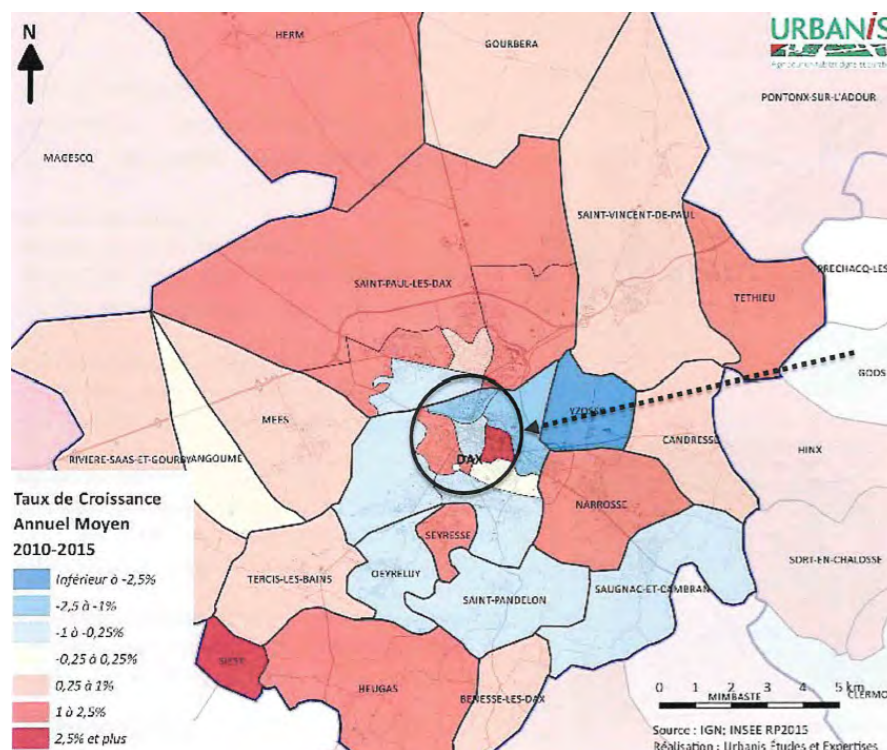 N
HERM
GOURBERA
URBANiS
PONTONX-SUR-L'ADOUR
MAGESCQ
SAINT-VINCENT-DE-PAUL
SAINT-PAUL-LES-DAX
PRECHACQ-LES
TETHIEU
GOOS
YZOSSE
MEES
CANDRESSE
RIVIERE-SAAS-ET-GOURBY
ANGOUME
DAX
HINX
Taux de Croissance
Annuel Moyen
2010-2015
NARROSSE
SEYRESSE
SORT-EN-CHALOSSE
Inférieur à -2,5%
-2,5 à -1%
-1 à -0,25%
-0,25 à 0,25%
0,25 à 1%
1 à 2,5%
2,5% et plus
TERCIS-LES-BAINS
OEYRELUY
SAINT-PANDELON
SAUGNAC-ET-CAMBRAN
HEUGAS
BENESSE-LES-DAX
0 1 2 3 4 5 km
MIMBASTE
CLERMO
Source : IGN; INSEE RP2015
Réalisation : Urbanis Études et Expertises